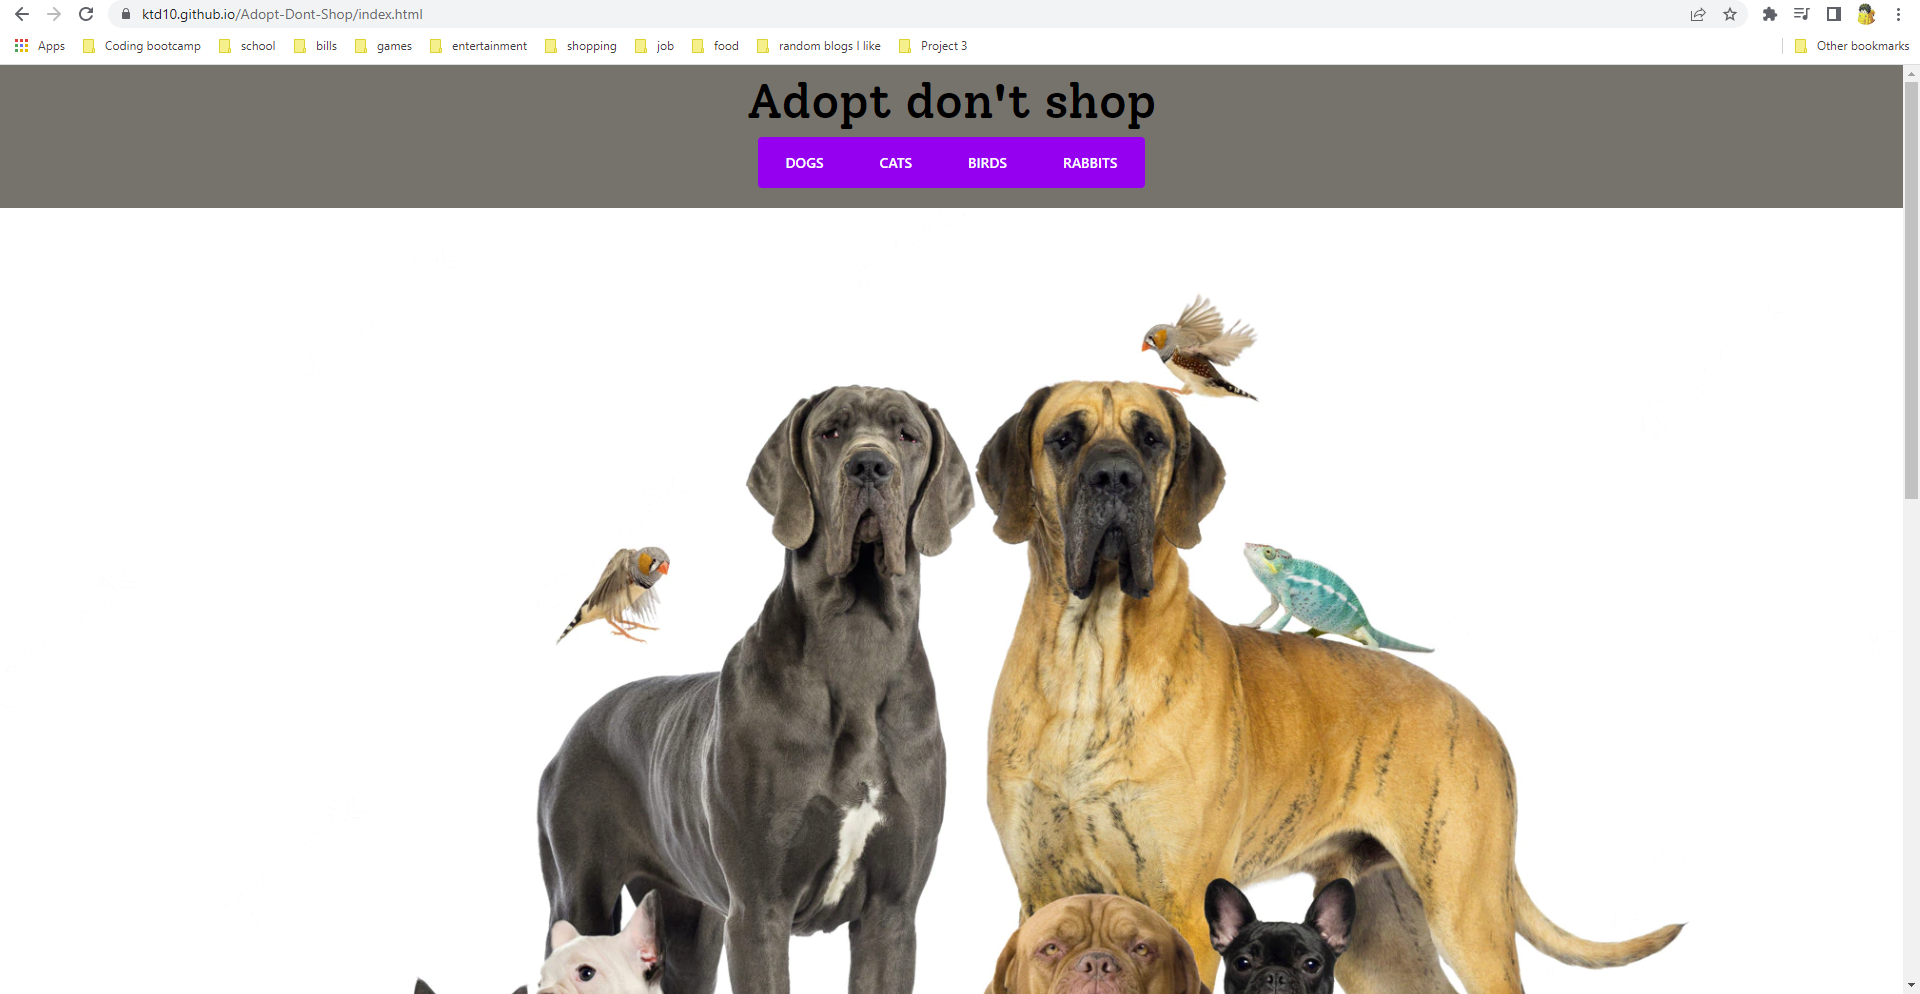 ktd10.github.io/Adopt-Dont-Shop/index.html
Apps Coding bootcamp school bills games entertainment shopping job food random blogs I like Project 3 Other bookmarks
Adopt don't shop
DOGS CATS BIRDS RABBITS